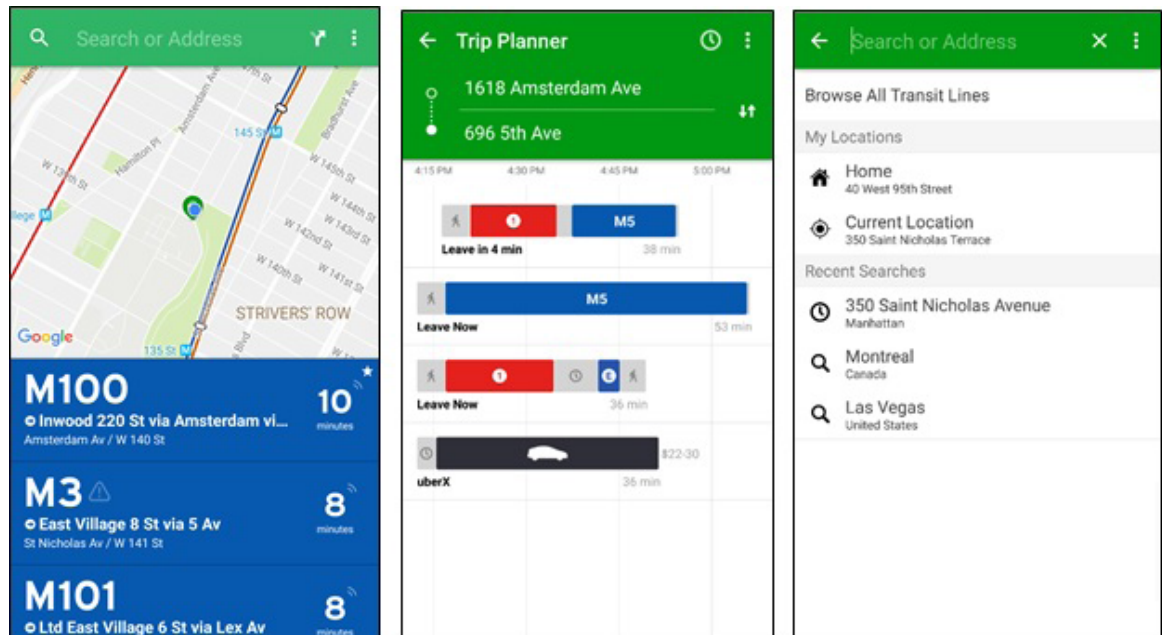 Search or Address
W 145th St
145 St M
Amsterdam Ave
Bradhurst Ave
Hamilton Pl
W 139th St
W 144th St
W 143rd St
W 142nd St
W 140th St
W 141st St
llege M
STRIVERS' ROW
Google
135 St M
M100
Inwood 220 St via Amsterdam vi...
Amsterdam Av / W 140 St
10
minutes
M3
East Village 8 St via 5 Av
St Nicholas Av / W 141 St
8
minutes
M101
Ltd East Village 6 St via Lex Av
8
minutes
Trip Planner
1618 Amsterdam Ave
696 5th Ave
4:15 PM 4:30 PM 4:45 PM 5:00 PM
1 M5
Leave in 4 min 38 min
M5
Leave Now 53 min
1 E
Leave Now 36 min
$22-30
uberX 36 min
Search or Address
Browse All Transit Lines
My Locations
Home
40 West 95th Street
Current Location
350 Saint Nicholas Terrace
Recent Searches
350 Saint Nicholas Avenue
Manhattan
Montreal
Canada
Las Vegas
United States